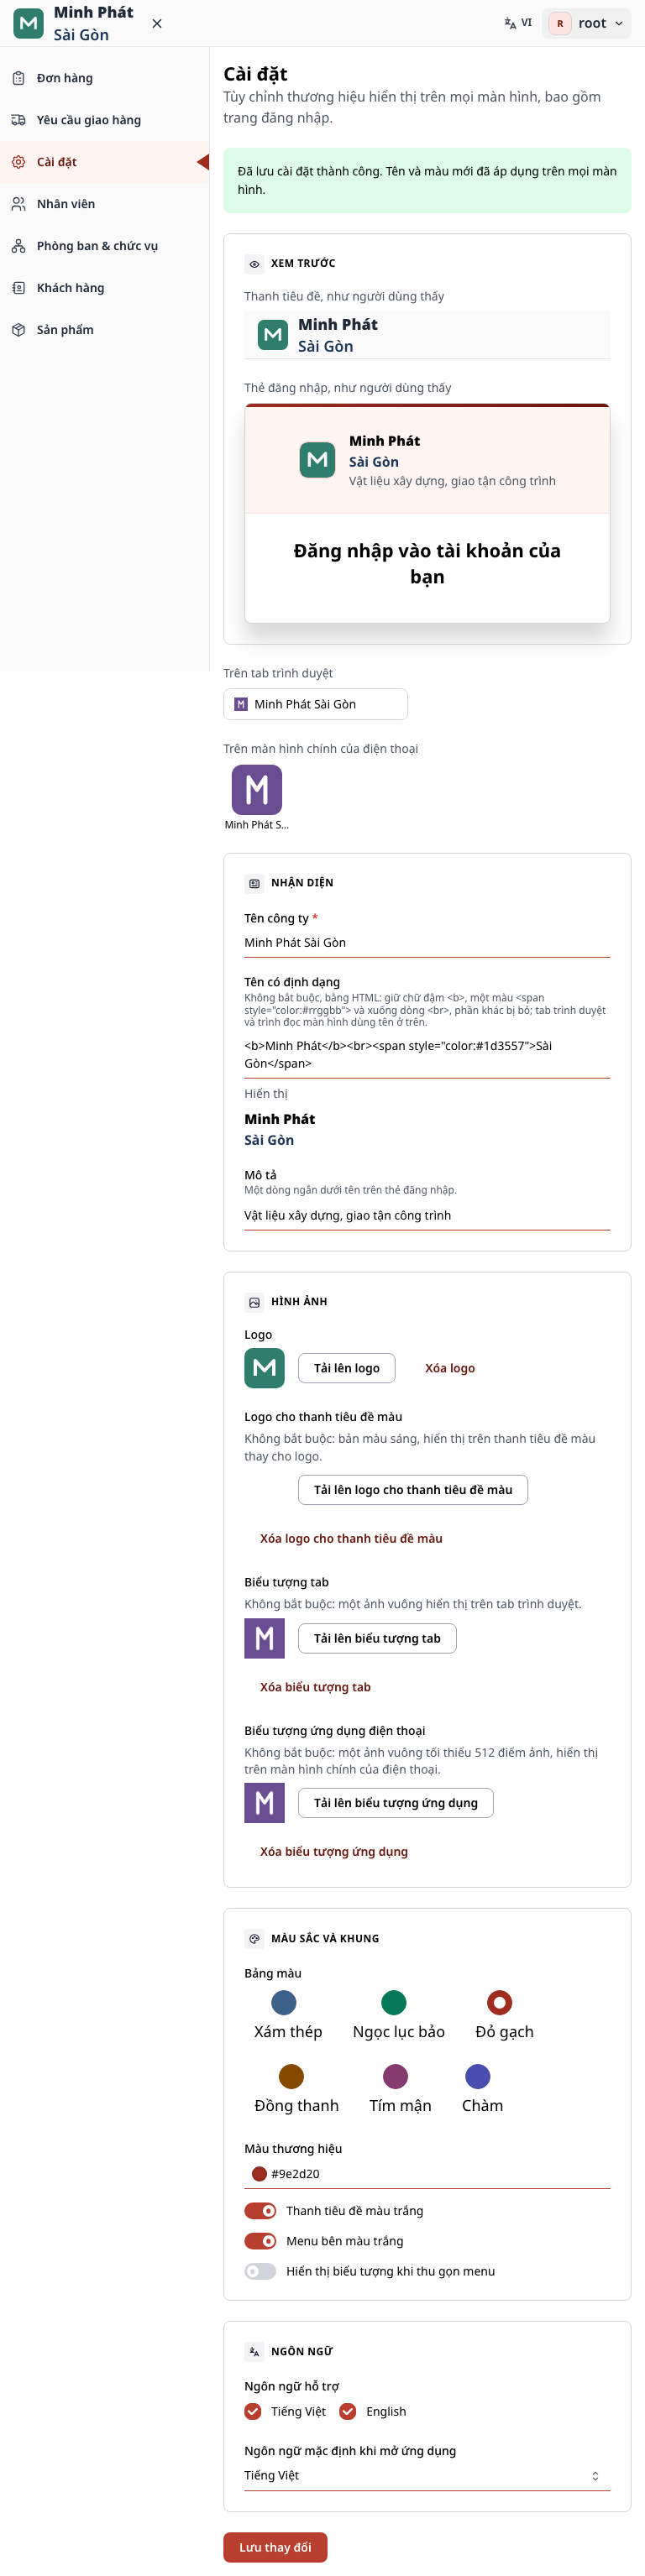 Minh Phát
Sài Gòn
VI
R
root
Đơn hàng
Yêu cầu giao hàng
Cài đặt
Nhân viên
Phòng ban & chức vụ
Khách hàng
Sản phẩm
Cài đặt
Tùy chỉnh thương hiệu hiển thị trên mọi màn hình, bao gồm
trang đăng nhập.
Đã lưu cài đặt thành công. Tên và màu mới đã áp dụng trên mọi màn
hình.
XEM TRƯỚC
Thanh tiêu đề, như người dùng thấy
Minh Phát
Sài Gòn
Thẻ đăng nhập, như người dùng thấy
Minh Phát
Sài Gòn
Vật liệu xây dựng, giao tận công trình
Đăng nhập vào tài khoản của
bạn
Trên tab trình duyệt
M
Minh Phát Sài Gòn
Trên màn hình chính của điện thoại
M
Minh Phát S...
NHẬN DIỆN
Tên công ty *
Minh Phát Sài Gòn
Tên có định dạng
Không bắt buộc, bằng HTML: giữ chữ đậm <b>, một màu <span
style="color:#rrggbb"> và xuống dòng <br>, phần khác bị bỏ; tab trình duyệt
và trình đọc màn hình dùng tên ở trên.
<b>Minh Phát</b><br><span style="color:#1d3557">Sài
Gòn</span>
Hiển thị
Minh Phát
Sài Gòn
Mô tả
Một dòng ngắn dưới tên trên thẻ đăng nhập.
Vật liệu xây dựng, giao tận công trình
HÌNH ẢNH
Logo
M
Tải lên logo
Xóa logo
Logo cho thanh tiêu đề màu
Không bắt buộc: bản màu sáng, hiển thị trên thanh tiêu đề màu
thay cho logo.
Tải lên logo cho thanh tiêu đề màu
Xóa logo cho thanh tiêu đề màu
Biểu tượng tab
Không bắt buộc: một ảnh vuông hiển thị trên tab trình duyệt.
M
Tải lên biểu tượng tab
Xóa biểu tượng tab
Biểu tượng ứng dụng điện thoại
Không bắt buộc: một ảnh vuông tối thiểu 512 điểm ảnh, hiển thị
trên màn hình chính của điện thoại.
M
Tải lên biểu tượng ứng dụng
Xóa biểu tượng ứng dụng
MÀU SẮC VÀ KHUNG
Bảng màu
Xám thép
Ngọc lục bảo
Đỏ gạch
Đồng thanh
Tím mận
Chàm
Màu thương hiệu
#9e2d20
Thanh tiêu đề màu trắng
Menu bên màu trắng
Hiển thị biểu tượng khi thu gọn menu
NGÔN NGỮ
Ngôn ngữ hỗ trợ
Tiếng Việt
English
Ngôn ngữ mặc định khi mở ứng dụng
Tiếng Việt
Lưu thay đổi